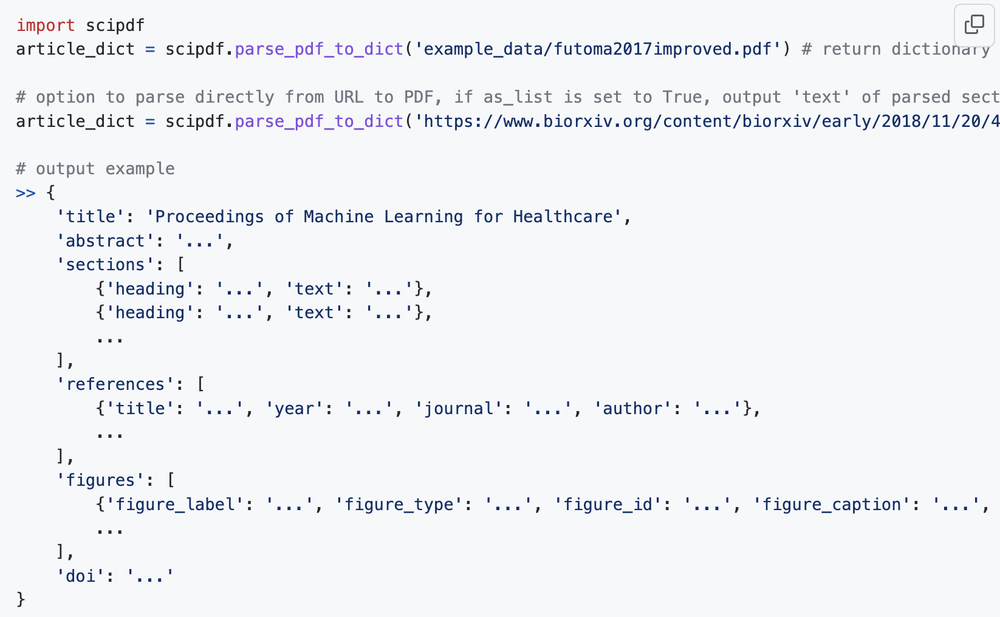 import scipdf
article_dict = scipdf.parse_pdf_to_dict('example_data/futoma2017improved.pdf') # return dictionary
# option to parse directly from URL to PDF, if as_list is set to True, output 'text' of parsed sect
article_dict = scipdf.parse_pdf_to_dict('https://www.biorxiv.org/content/biorxiv/early/2018/11/20/4
# output example
>> {
    'title': 'Proceedings of Machine Learning for Healthcare',
    'abstract': '...',
    'sections': [
        {'heading': '...', 'text': '...'},
        {'heading': '...', 'text': '...'},
        ...
    ],
    'references': [
        {'title': '...', 'year': '...', 'journal': '...', 'author': '...'},
        ...
    ],
    'figures': [
        {'figure_label': '...', 'figure_type': '...', 'figure_id': '...', 'figure_caption': '...',
        ...
    ],
    'doi': '...'
}